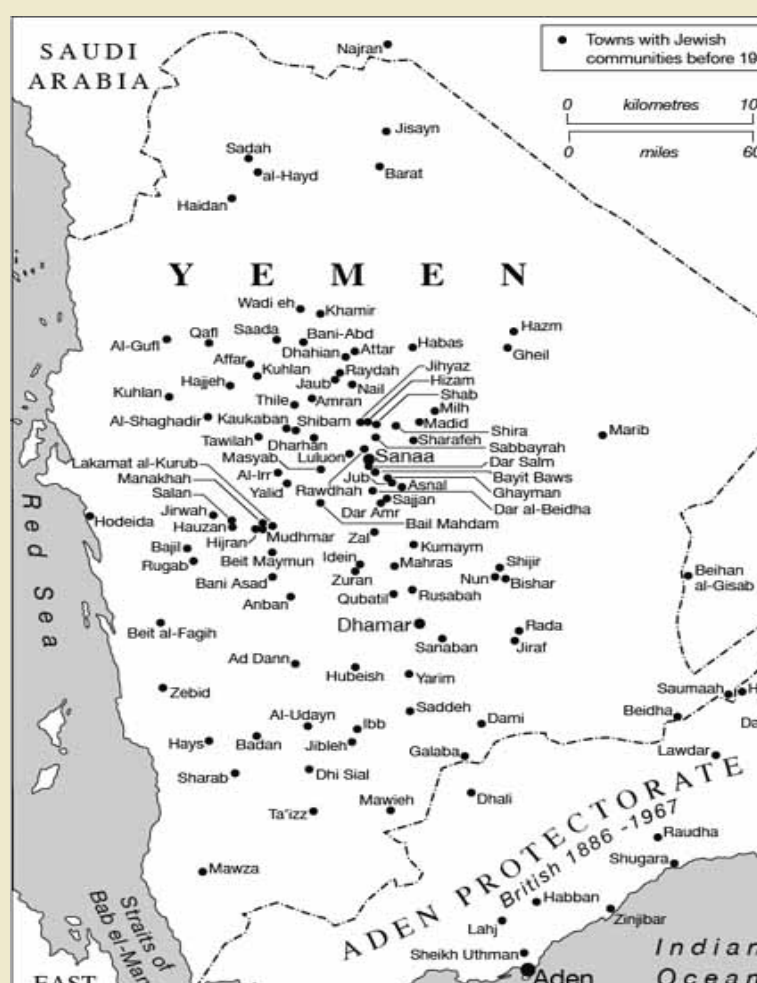 SAUDI
ARABIA
Najran
Towns with Jewish
communities before 19
0 kilometres 10
0 miles 60
Jisayn
Sadah
al-Hayd
Barat
Haidan
YEMEN
Wadi eh
Khamir
Hazm
Qafl
Saada
Bani-Abd
Al-Gufl
Dhahian
Attar
Habas
Gheil
Affar
Jihyaz
Kuhlan
Raydah
Hizam
Hajjeh
Jaub
Nail
Shab
Kuhlan
Thile
Amran
Milh
Al-Shaghadir
Kaukaban
Shibam
Madid
Shira
Marib
Tawilah
Dharhan
Sharafeh
Sabbayrah
Masyab
Luluon
Sanaa
Lakamat al-Kurub
Dar Salm
Manakhah
Al-Irr
Jub
Asnal
Bayit Baws
Salan
Yalid
Rawdhah
Sajjan
Ghayman
Jirwah
Dar Amr
Dar al-Beidha
Hodeida
Hauzan
Bail Mahdam
Hijran
Mudhmar
Zal
Bajil
Beit Maymun
Idein
Kumaym
Shijir
Rugab
Mahras
Beihan
al-Gisab
Bani Asad
Zuran
Nun
Bishar
Anban
Qubatil
Rusabah
Red Sea
Beit al-Fagih
Dhamar
Rada
Sanaban
Jiraf
Ad Dann
Hubeish
Yarim
Zebid
Saumaah
H
Saddeh
Beidha
Da
Al-Udayn
Ibb
Dami
Hays
Badan
Jibleh
Galaba
Lawdar
Sharab
Dhi Sial
Ta"izz
Mawieh
Dhali
ADEN PROTECTORATE
British 1886 -1967
Raudha
Mawza
Shugara
Straits of
Bab el-Man
Habban
Lahj
Zinjibar
Sheikh Uthman
Indian
Ocean
EAST
Aden